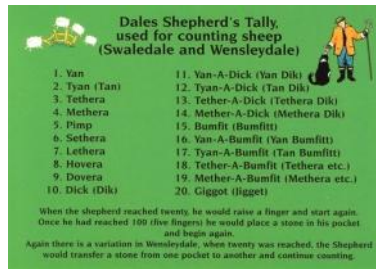 Dales Shepherd's Tally,
used for counting sheep
(Swaledale and Wensleydale)
1. Yan
2. Tyan (Tan)
3. Tethera
4. Methera
5. Pimp
6. Sethera
7. Lethera
8. Hovera
9. Dovera
10. Dick (Dik)
11. Yan-A-Dick (Yan Dik)
12. Tyan-A-Dick (Tan Dik)
13. Tether-A-Dick (Tethera Dik)
14. Mether-A-Dick (Methera Dik)
15. Bumfit (Bumfitt)
16. Yan-A-Bumfit (Yan Bumfitt)
17. Tyan-A-Bumfit (Tan Bumfitt)
18. Tether-A-Bumfit (Tethera etc.)
19. Mether-A-Bumfit (Methera etc.)
20. Giggot (Jigget)
When the shepherd reached twenty, he would raise a finger and start again.
Once he had reached 100 (five fingers) he would place a stone in his pocket
and begin again.
Again there is a variation in Wensleydale, when twenty was reached, the Shepherd
would transfer a stone from one pocket to another and continue counting.